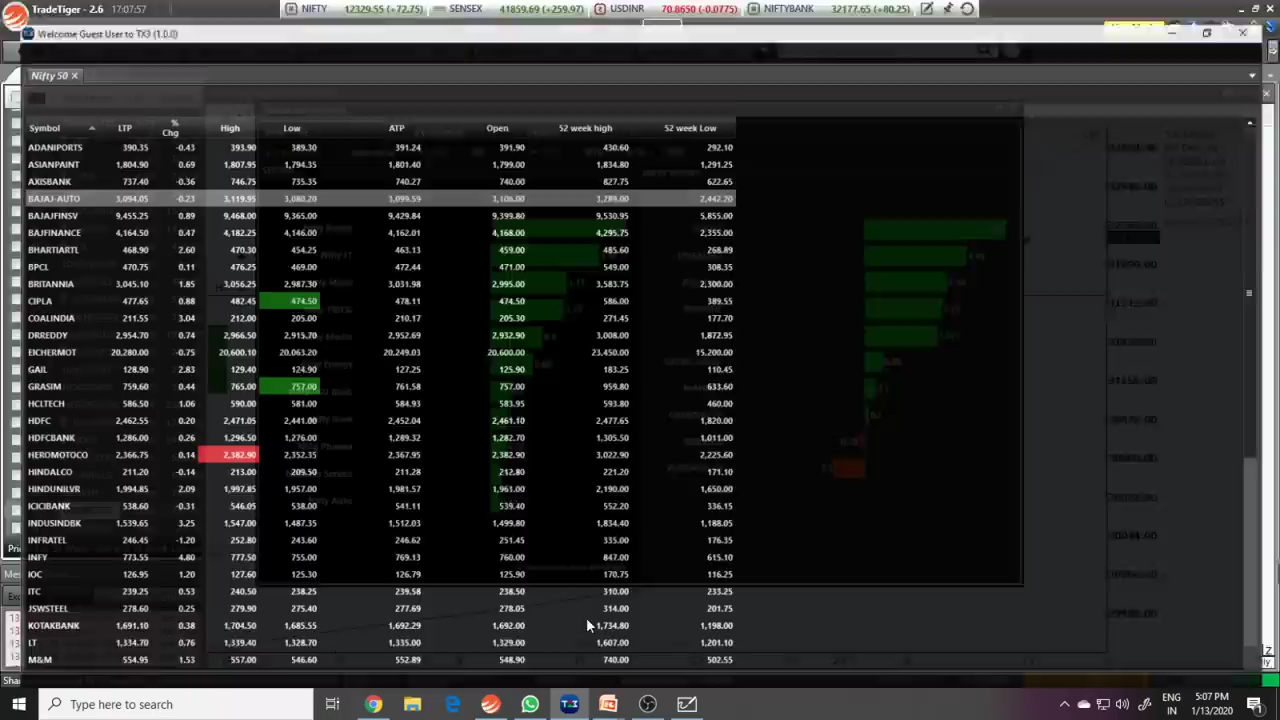 TradeTiger - 2.6 17:07:57 NIFTY 12329.55 (+72.75) SENSEX 41859.69 (+259.97) USDINR 70.8650 (-0.0775) NIFTYBANK 32177.65 (+80.25)
Welcome Guest User to TX3 (1.0.0)
Nifty 50
Symbol LTP % Chg High Low ATP Open 52 week high 52 week Low
ADANIPORTS 390.35 -0.43 393.90 389.30 391.24 391.90 430.60 292.10
ASIANPAINT 1,804.90 0.69 1,807.95 1,794.35 1,801.40 1,799.00 1,834.80 1,291.25
AXISBANK 737.40 -0.36 746.75 735.35 740.27 740.00 827.75 622.65
BAJAJ-AUTO 3,094.05 -0.23 3,119.95 3,080.20 3,099.59 3,106.00 3,289.00 2,442.20
BAJAJFINSV 9,455.25 0.89 9,468.00 9,365.00 9,429.84 9,399.80 9,530.95 5,855.00
BAJFINANCE 4,164.50 0.47 4,182.25 4,146.00 4,162.01 4,168.00 4,295.75 2,355.00
BHARTIARTL 468.90 2.60 470.30 454.25 463.13 459.00 485.60 268.89
BPCL 470.75 0.11 476.25 469.00 472.44 471.00 549.00 308.35
BRITANNIA 3,045.10 1.85 3,056.25 2,987.30 3,031.98 2,995.00 3,583.75 2,300.00
CIPLA 477.65 0.88 482.45 474.50 478.11 474.50 586.00 389.55
COALINDIA 211.55 3.04 212.00 205.00 210.17 205.30 271.45 177.70
DRREDDY 2,954.70 0.74 2,966.50 2,915.70 2,952.69 2,932.90 3,008.00 1,872.95
EICHERMOT 20,280.00 -0.75 20,600.10 20,063.20 20,249.03 20,600.00 23,450.00 15,200.00
GAIL 128.90 2.83 129.40 124.90 127.25 125.90 183.25 110.45
GRASIM 759.60 0.44 765.00 757.00 761.58 757.00 959.80 633.60
HCLTECH 586.50 1.06 590.00 581.00 584.93 583.95 593.80 460.00
HDFC 2,462.55 0.20 2,471.05 2,441.00 2,452.04 2,461.10 2,477.65 1,820.00
HDFCBANK 1,286.00 0.26 1,296.50 1,276.00 1,289.32 1,282.70 1,305.50 1,011.00
HEROMOTOCO 2,366.75 0.14 2,382.90 2,352.35 2,367.95 2,382.90 3,022.90 2,225.60
HINDALCO 211.20 -0.14 213.00 209.50 211.28 212.80 221.20 171.10
HINDUNILVR 1,994.85 2.09 1,997.85 1,957.00 1,981.57 1,961.00 2,190.00 1,650.00
ICICIBANK 538.60 -0.31 546.05 538.00 541.11 539.40 552.20 336.15
INDUSINDBK 1,539.65 3.25 1,547.00 1,487.35 1,512.03 1,499.80 1,834.40 1,188.05
INFRATEL 246.45 -1.20 252.80 243.60 246.62 251.45 335.00 176.35
INFY 773.55 4.80 777.50 755.00 769.13 760.00 847.00 615.10
IOC 126.95 1.20 127.60 125.30 126.79 125.90 170.75 116.25
ITC 239.25 0.53 240.50 238.25 239.58 238.50 310.00 233.25
JSWSTEEL 278.60 0.25 279.90 275.40 277.69 278.05 314.00 201.75
KOTAKBANK 1,691.10 0.38 1,704.50 1,685.55 1,692.29 1,692.00 1,734.80 1,198.00
LT 1,334.70 0.76 1,339.40 1,328.70 1,335.00 1,329.00 1,607.00 1,201.10
M&M 554.95 1.53 557.00 546.60 552.89 548.90 740.00 502.55
Type here to search
ENG
IN
5:07 PM
1/13/2020